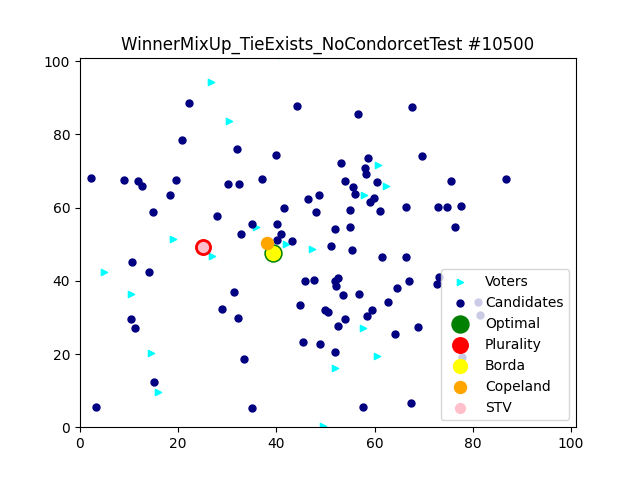 WinnerMixUp_TieExists_NoCondorcetTest #10500
100
80
60
40
20
0
0 20 40 60 80 100
Voters
Candidates
Optimal
Plurality
Borda
Copeland
STV